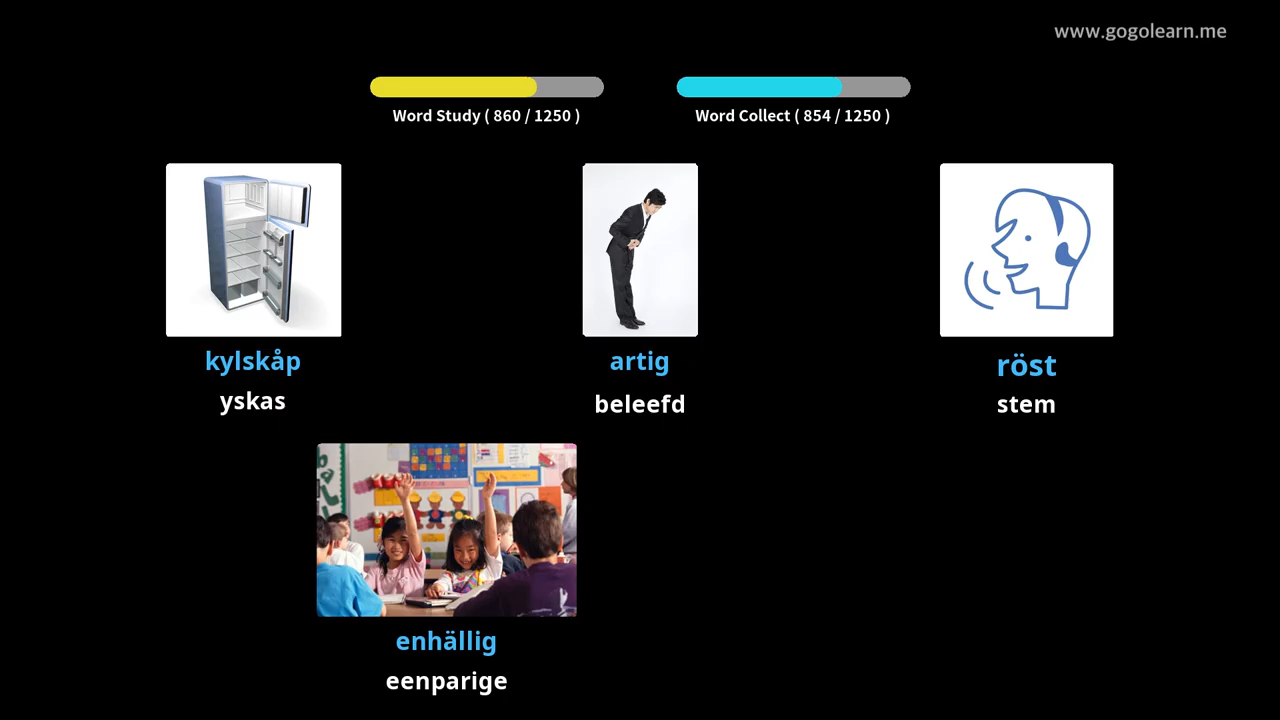 www.gogolearn.me
Word Study ( 860 / 1250 )
Word Collect ( 854 / 1250 )
kylskåp
yskas
artig
beleefd
röst
stem
enhällig
eenparige